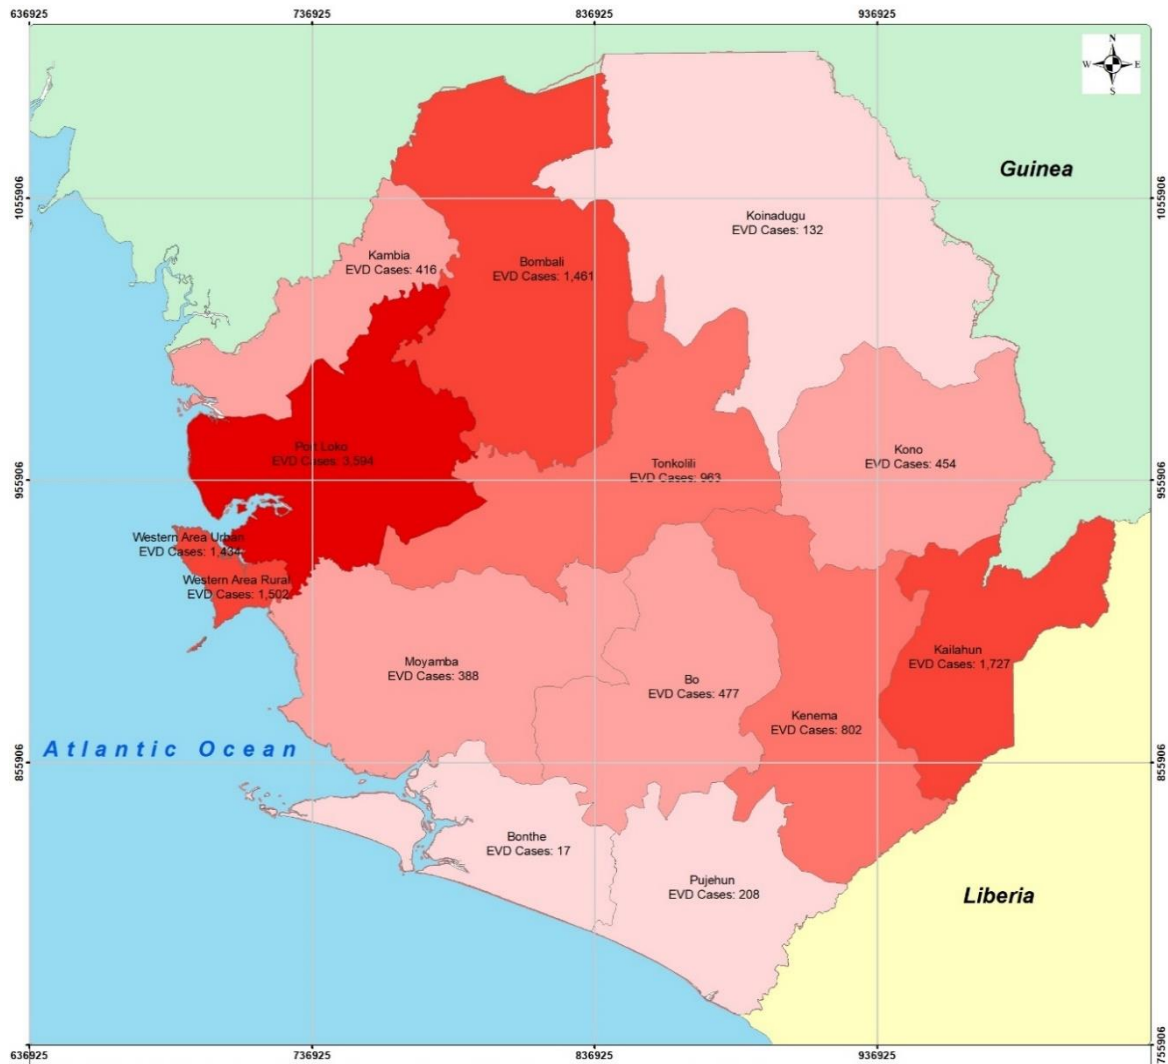 636925 736925 836925 936925
N
W E
S
Guinea
1055906 1055906
Koinadugu
EVD Cases: 132
Kambia
EVD Cases: 416
Bombali
EVD Cases: 1,461
Port Loko
EVD Cases: 3,594
Tonkolili
EVD Cases: 963
Kono
EVD Cases: 454
955906 955906
Western Area Urban
EVD Cases: 1,434
Western Area Rural
EVD Cases: 1,502
Moyamba
EVD Cases: 388
Bo
EVD Cases: 477
Kailahun
EVD Cases: 1,727
Kenema
EVD Cases: 802
Atlantic Ocean
855906 855906
Bonthe
EVD Cases: 17
Pujehun
EVD Cases: 208
Liberia
755906
636925 736925 836925 936925